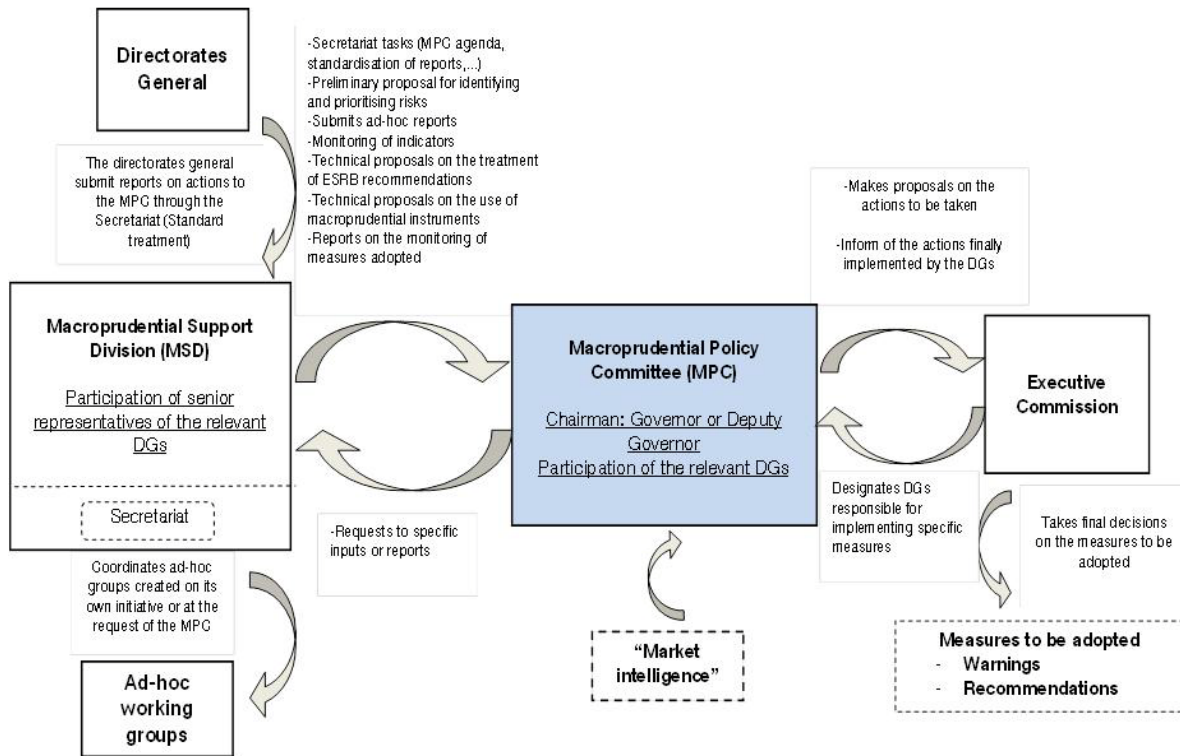 Directorates
General
-Secretariat tasks (MPC agenda,
standardisation of reports,...)
-Preliminary proposal for identifying
and prioritising risks
-Submits ad-hoc reports
-Monitoring of indicators
-Technical proposals on the treatment
of ESRB recommendations
-Technical proposals on the use of
macroprudential instruments
-Reports on the monitoring of
measures adopted
The directorates general
submit reports on actions to
the MPC through the
Secretariat (Standard
treatment)
-Makes proposals on the
actions to be taken
-Inform of the actions finally
implemented by the DGs
Macroprudential Support
Division (MSD)
Participation of senior
representatives of the relevant
DGs
Secretariat
Macroprudential Policy
Committee (MPC)
Chairman: Governor or Deputy
Governor
Participation of the relevant DGs
Executive
Commission
-Requests to specific
inputs or reports
Designates DGs
responsible for
implementing specific
measures
Takes final decisions
on the measures to be
adopted
Coordinates ad-hoc
groups created on its
own initiative or at the
request of the MPC
Ad-hoc
working
groups
“Market
intelligence”
Measures to be adopted
- Warnings
- Recommendations